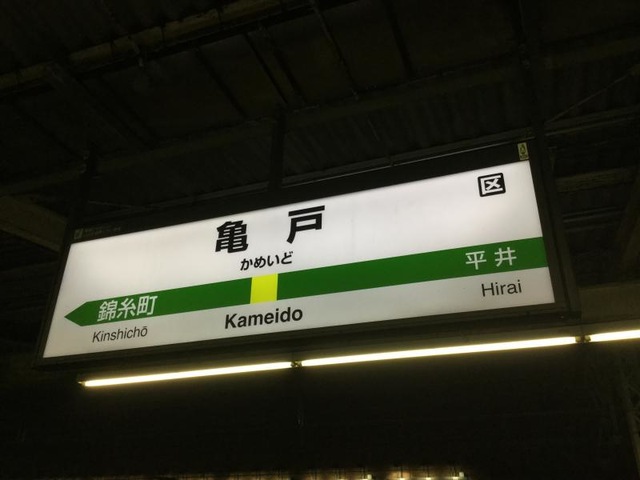 区
亀戸
かめいど
錦糸町
平井
Kinshichō
Kameido
Hirai